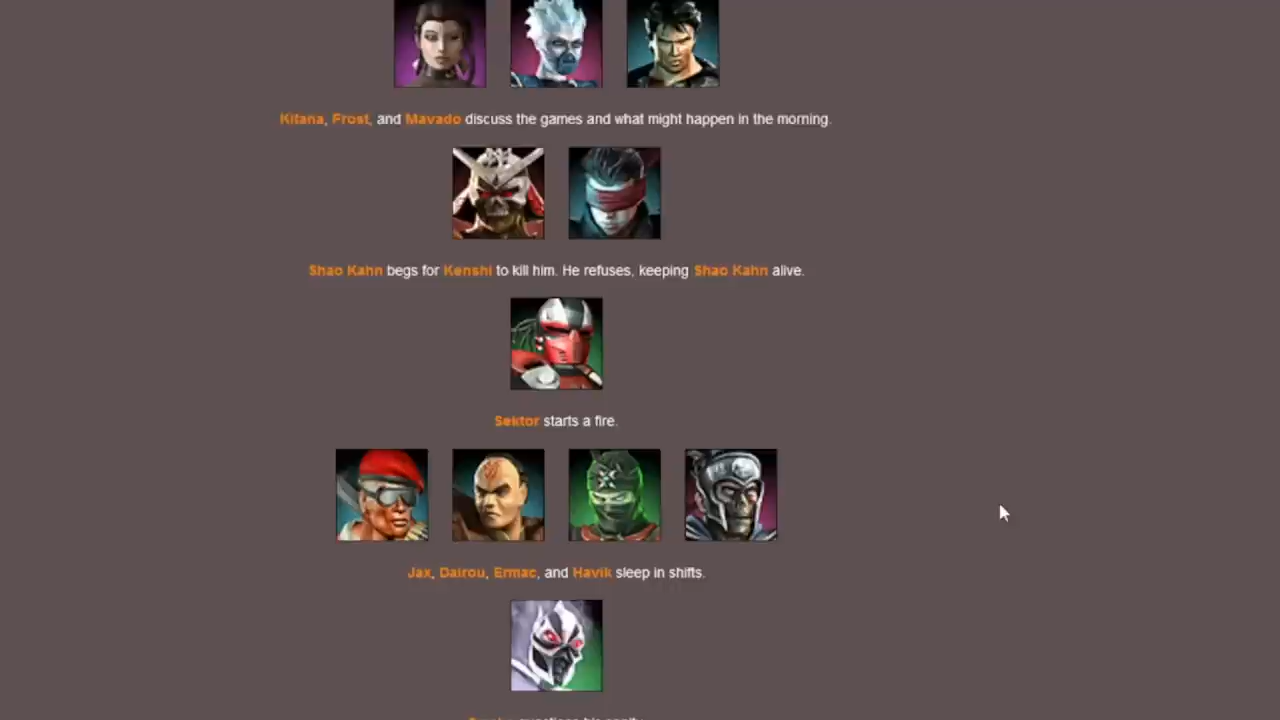 Kitana, Frost, and Mavado discuss the games and what might happen in the morning.
Shao Kahn begs for Kenshi to kill him. He refuses, keeping Shao Kahn alive.
Sektor starts a fire.
Jax, Dairou, Ermac, and Havik sleep in shifts.